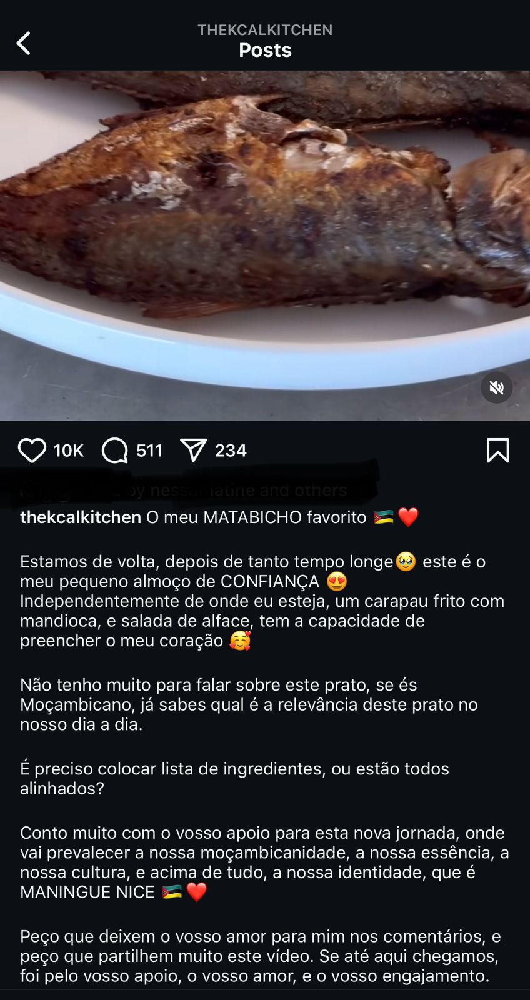 THEKCALKITCHEN
Posts
10K 511 234
by nessamatine and others
thekcalkitchen O meu MATABICHO favorito 🇲🇿❤️
Estamos de volta, depois de tanto tempo longe🥹 este é o
meu pequeno almoço de CONFIANÇA 😍
Independentemente de onde eu esteja, um carapau frito com
mandioca, e salada de alface, tem a capacidade de
preencher o meu coração 🥰
Não tenho muito para falar sobre este prato, se és
Moçambicano, já sabes qual é a relevância deste prato no
nosso dia a dia.
É preciso colocar lista de ingredientes, ou estão todos
alinhados?
Conto muito com o vosso apoio para esta nova jornada, onde
vai prevalecer a nossa moçambicanidade, a nossa essência, a
nossa cultura, e acima de tudo, a nossa identidade, que é
MANINGUE NICE 🇲🇿❤️
Peço que deixem o vosso amor para mim nos comentários, e
peço que partilhem muito este vídeo. Se até aqui chegamos,
foi pelo vosso apoio, o vosso amor, e o vosso engajamento.